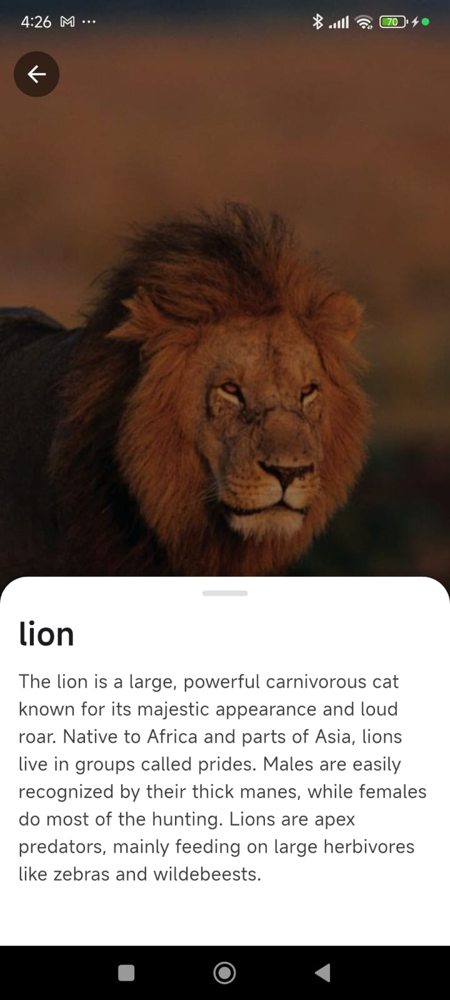 4:26
70
lion
The lion is a large, powerful carnivorous cat
known for its majestic appearance and loud
roar. Native to Africa and parts of Asia, lions
live in groups called prides. Males are easily
recognized by their thick manes, while females
do most of the hunting. Lions are apex
predators, mainly feeding on large herbivores
like zebras and wildebeests.